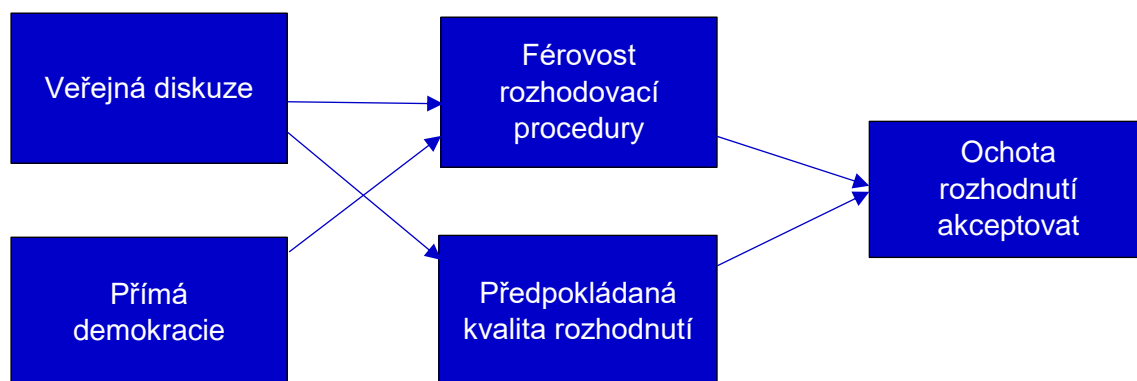 Veřejná diskuze
Férovost
rozhodovací
procedury
Ochota
rozhodnutí
akceptovat
Přímá
demokracie
Předpokládaná
kvalita rozhodnutí